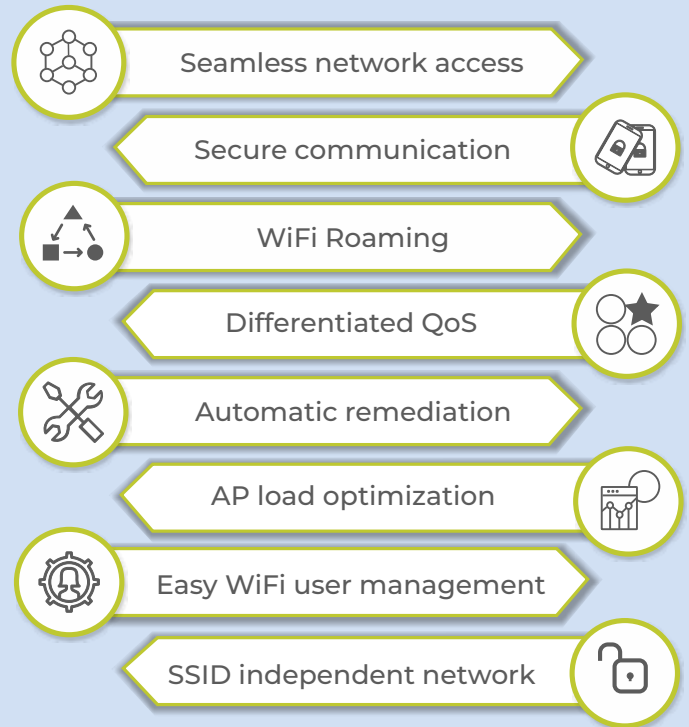 Seamless network access
Secure communication
WiFi Roaming
Differentiated QoS
Automatic remediation
AP load optimization
Easy WiFi user management
SSID independent network